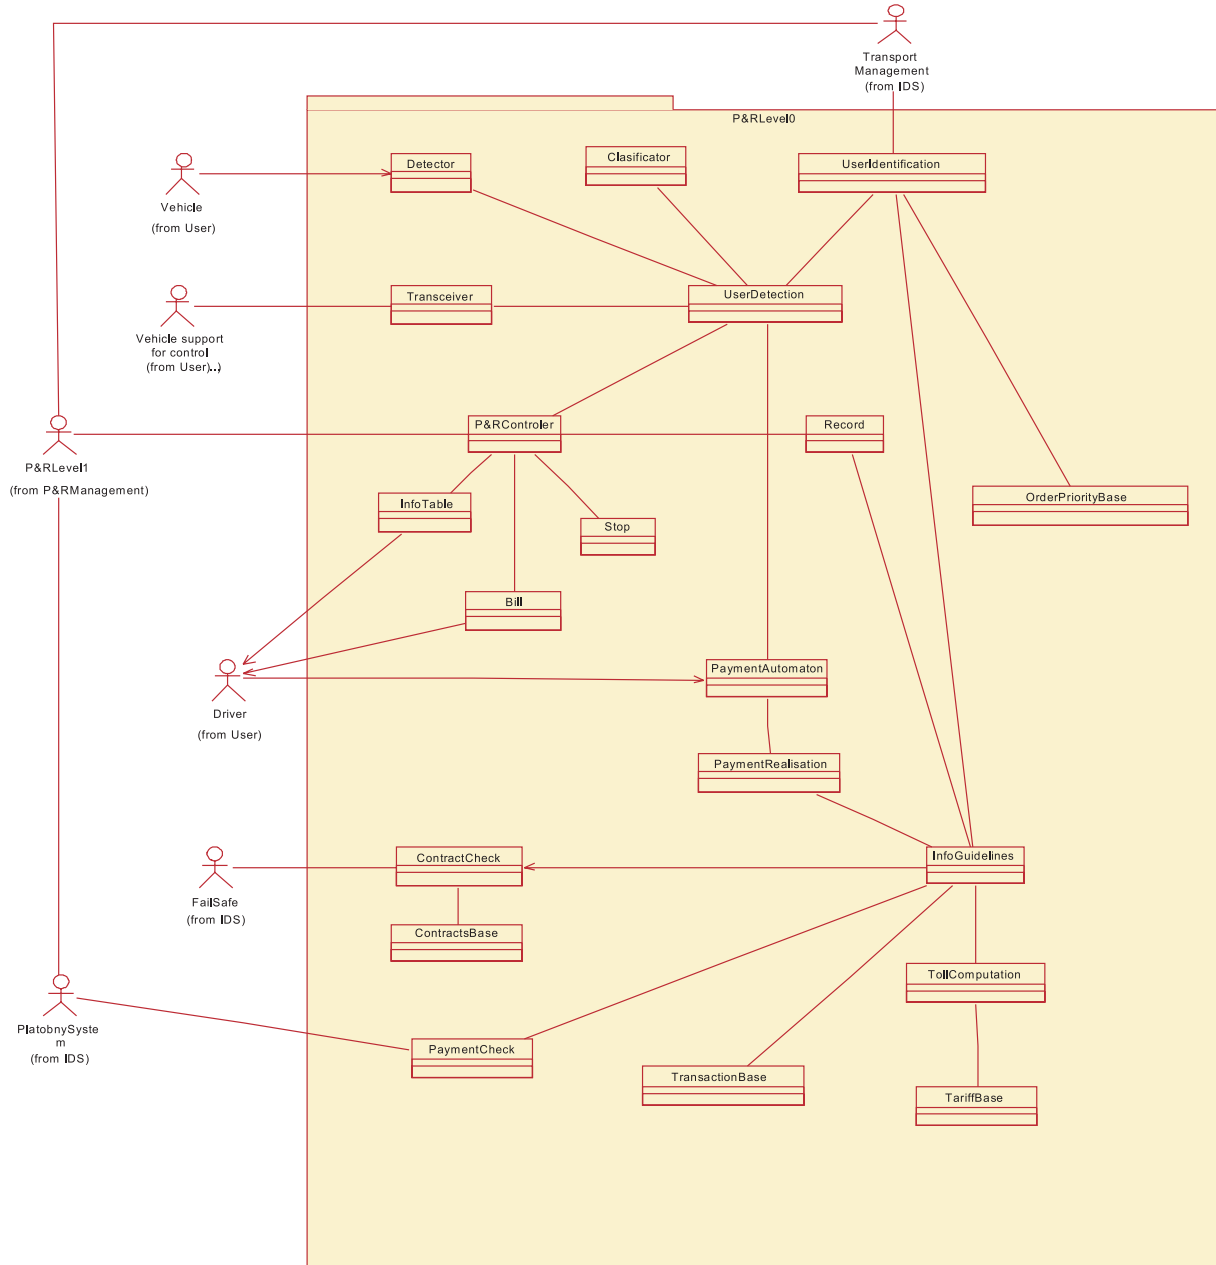 Transport
Management
(from IDS)
P&RLevel0
Detector
Clasificator
UserIdentification
Vehicle
(from User)
Transceiver
UserDetection
Vehicle support
for control
(from User)...)
P&RControler
Record
P&RLevel1
(from P&RManagement)
InfoTable
OrderPriorityBase
Stop
Bill
PaymentAutomaton
Driver
(from User)
PaymentRealisation
ContractCheck
InfoGuidelines
FailSafe
(from IDS)
ContractsBase
TollComputation
PlatobnySyste
m
(from IDS)
PaymentCheck
TransactionBase
TariffBase